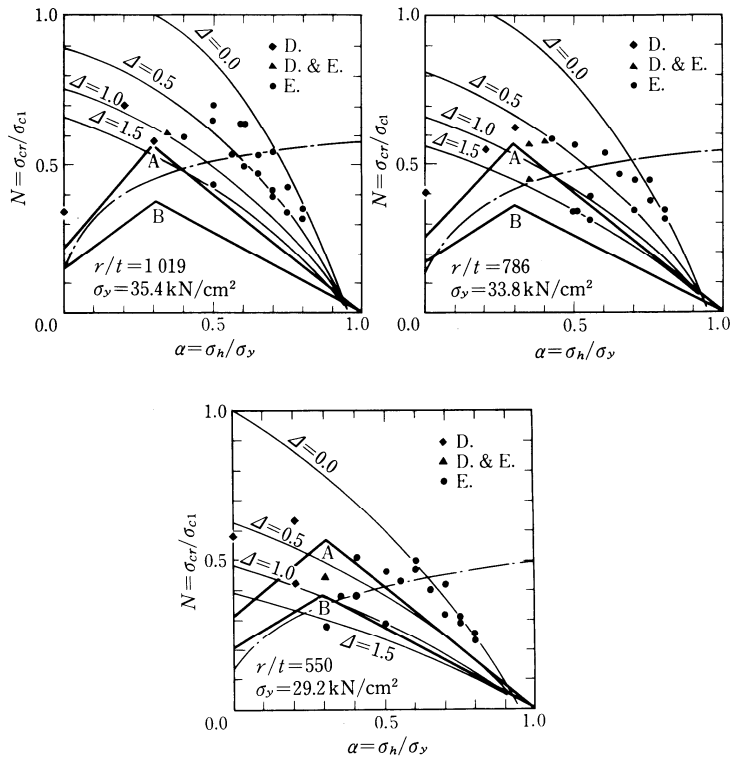 1.0
Δ=0.0
D.
D. & E.
E.
Δ=0.5
Δ=1.0
Δ=1.5
N=σcr/σc1
0.5
A
B
r/t=1 019
σy=35.4 kN/cm²
0.0
0.5
1.0
α=σh/σy
1.0
Δ=0.0
D.
D. & E.
E.
Δ=0.5
Δ=1.0
Δ=1.5
N=σcr/σc1
0.5
A
B
r/t=786
σy=33.8 kN/cm²
0.0
0.5
1.0
α=σh/σy
1.0
Δ=0.0
D.
D. & E.
E.
Δ=0.5
Δ=1.0
Δ=1.5
N=σcr/σc1
0.5
A
B
r/t=550
σy=29.2 kN/cm²
0.0
0.5
1.0
α=σh/σy